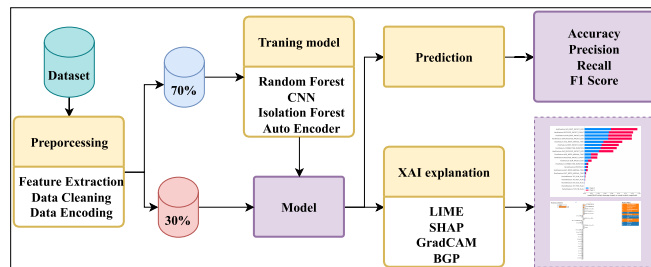 Dataset
Preporcessing
Feature Extraction
Data Cleaning
Data Encoding
70%
30%
Traning model
Random Forest
CNN
Isolation Forest
Auto Encoder
Model
Prediction
Accuracy
Precision
Recall
F1 Score
XAI explanation
LIME
SHAP
GradCAM
BGP